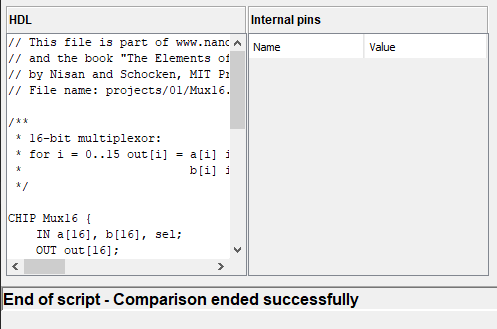 HDL
// This file is part of www.nand
// and the book "The Elements of
// by Nisan and Schocken, MIT Pr
// File name: projects/01/Mux16.
/**
* 16-bit multiplexor:
* for i = 0..15 out[i] = a[i] i
* b[i] i
*/
CHIP Mux16 {
IN a[16], b[16], sel;
OUT out[16];
Internal pins
Name Value
End of script - Comparison ended successfully